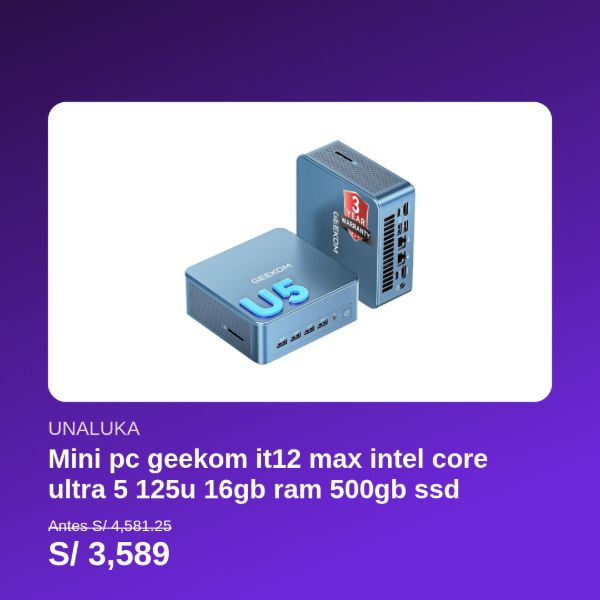 3
YEAR
WARRANTY
GEEKOM
GEEKOM
U5
UNALUKA
Mini pc geekom it12 max intel core
ultra 5 125u 16gb ram 500gb ssd
Antes S/ 4,581.25
S/ 3,589